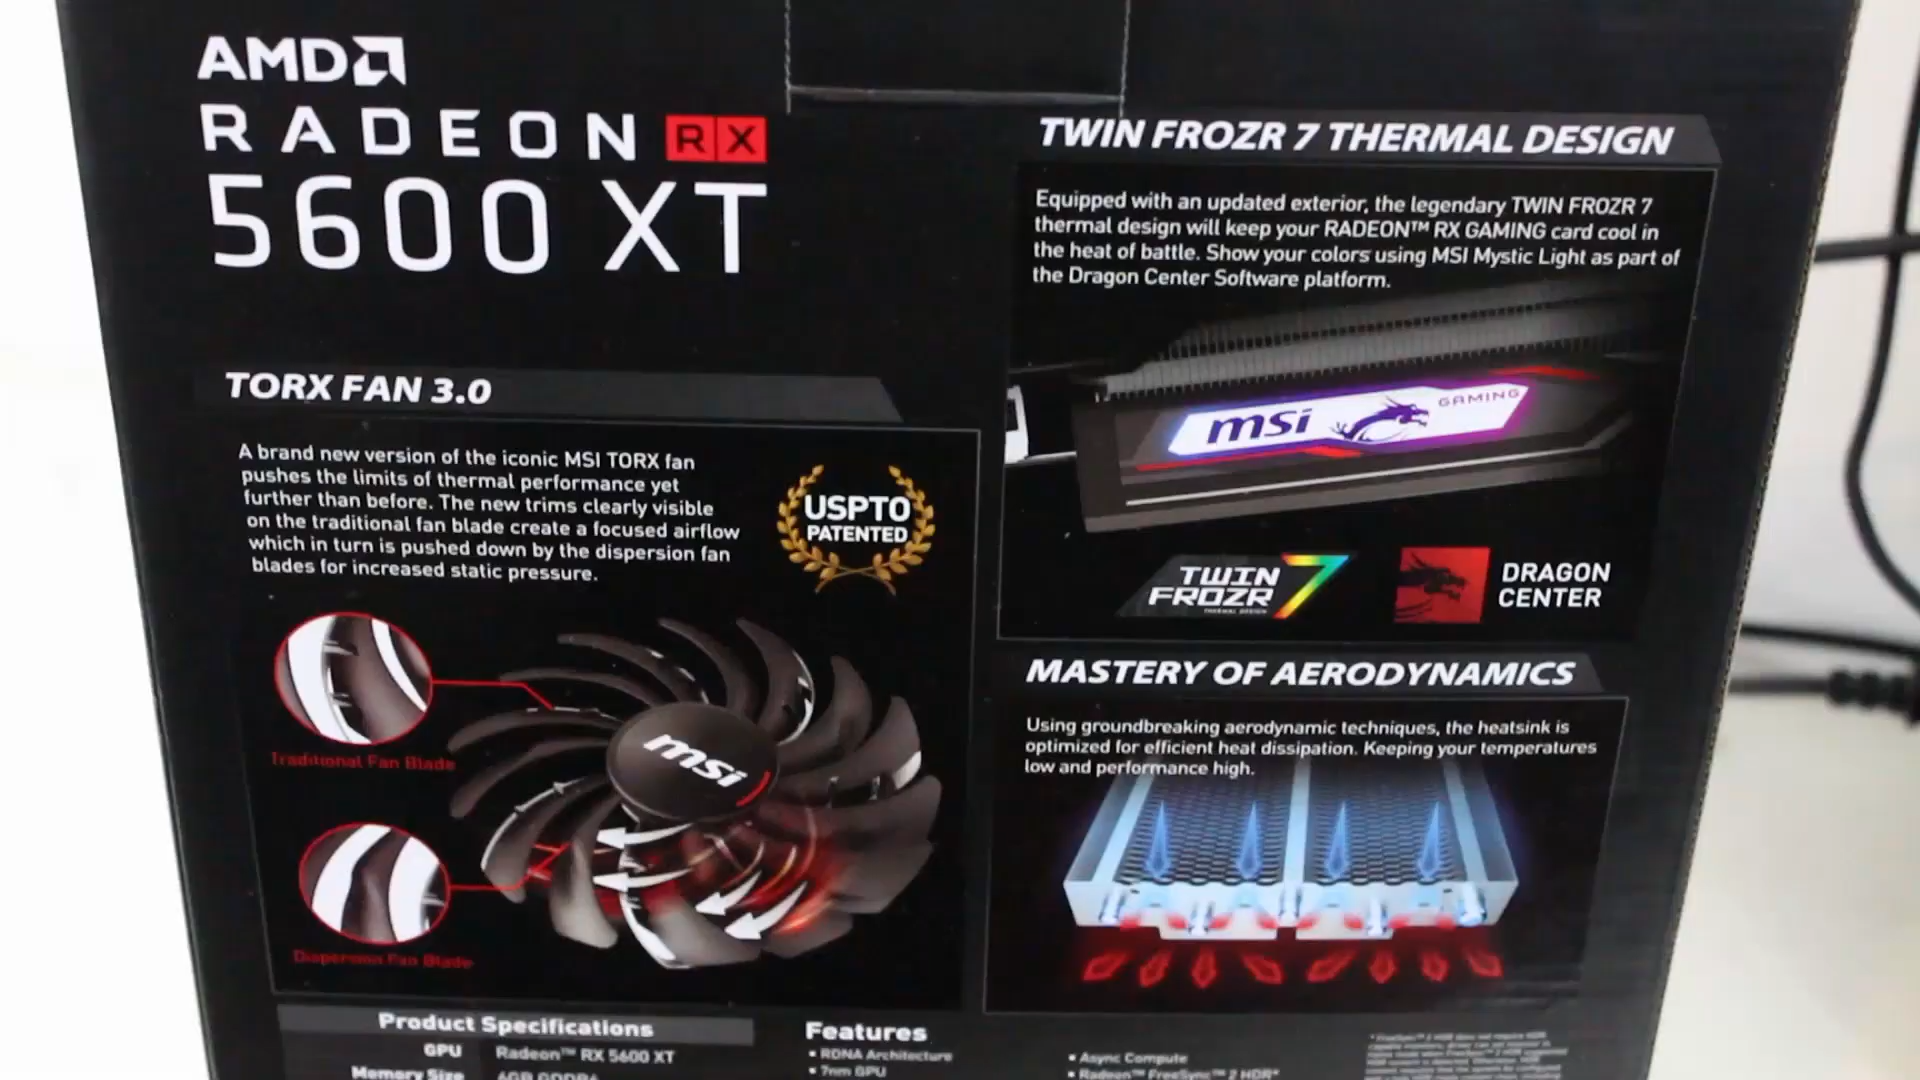 AMD
RADEON RX
5600 XT
TORX FAN 3.0
A brand new version of the iconic MSI TORX fan
pushes the limits of thermal performance yet
further than before. The new trims clearly visible
on the traditional fan blade create a focused airflow
which in turn is pushed down by the dispersion fan
blades for increased static pressure.
USPTO
PATENTED
Traditional Fan Blade
msi
Dispersion Fan Blade
TWIN FROZR 7 THERMAL DESIGN
Equipped with an updated exterior, the legendary TWIN FROZR 7
thermal design will keep your RADEON™ RX GAMING card cool in
the heat of battle. Show your colors using MSI Mystic Light as part of
the Dragon Center Software platform.
msi GAMING
TWIN
FROZR 7
THERMAL DESIGN
DRAGON
CENTER
MASTERY OF AERODYNAMICS
Using groundbreaking aerodynamic techniques, the heatsink is
optimized for efficient heat dissipation. Keeping your temperatures
low and performance high.
Product Specifications
GPU Radeon™ RX 5600 XT
Memory Size 6GB GDDR6
Features
▪ RDNA Architecture
▪ 7nm GPU
▪ Async Compute
▪ Radeon™ FreeSync™ 2 HDR*